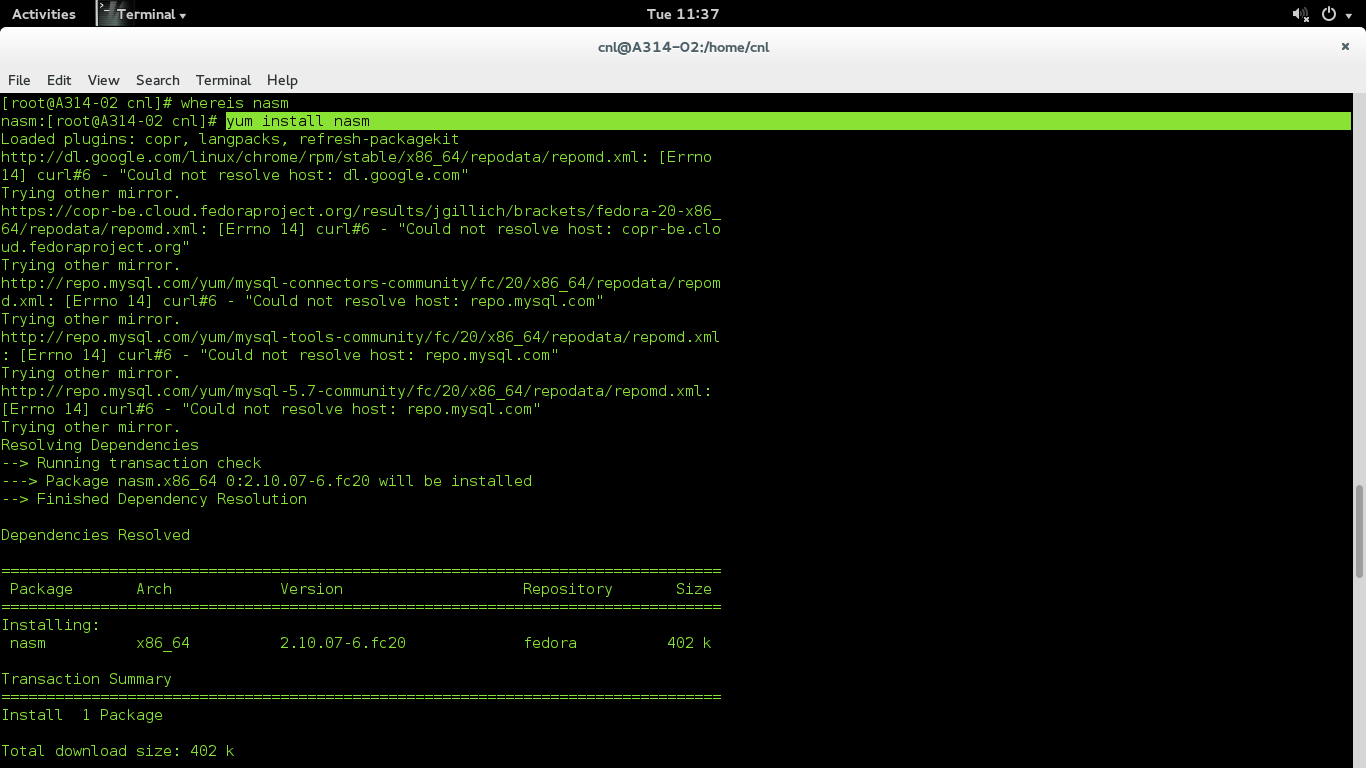 Activities Terminal Tue 11:37
cnl@A314-02:/home/cnl ×
File Edit View Search Terminal Help
[root@A314-02 cnl]# whereis nasm
nasm:[root@A314-02 cnl]# yum install nasm
Loaded plugins: copr, langpacks, refresh-packagekit
http://dl.google.com/linux/chrome/rpm/stable/x86_64/repodata/repomd.xml: [Errno
14] curl#6 - "Could not resolve host: dl.google.com"
Trying other mirror.
https://copr-be.cloud.fedoraproject.org/results/jgillich/brackets/fedora-20-x86_
64/repodata/repomd.xml: [Errno 14] curl#6 - "Could not resolve host: copr-be.clo
ud.fedoraproject.org"
Trying other mirror.
http://repo.mysql.com/yum/mysql-connectors-community/fc/20/x86_64/repodata/repom
d.xml: [Errno 14] curl#6 - "Could not resolve host: repo.mysql.com"
Trying other mirror.
http://repo.mysql.com/yum/mysql-tools-community/fc/20/x86_64/repodata/repomd.xml
: [Errno 14] curl#6 - "Could not resolve host: repo.mysql.com"
Trying other mirror.
http://repo.mysql.com/yum/mysql-5.7-community/fc/20/x86_64/repodata/repomd.xml:
[Errno 14] curl#6 - "Could not resolve host: repo.mysql.com"
Trying other mirror.
Resolving Dependencies
--> Running transaction check
---> Package nasm.x86_64 0:2.10.07-6.fc20 will be installed
--> Finished Dependency Resolution
Dependencies Resolved
================================================================================
Package Arch Version Repository Size
================================================================================
Installing:
nasm x86_64 2.10.07-6.fc20 fedora 402 k
Transaction Summary
================================================================================
Install 1 Package
Total download size: 402 k